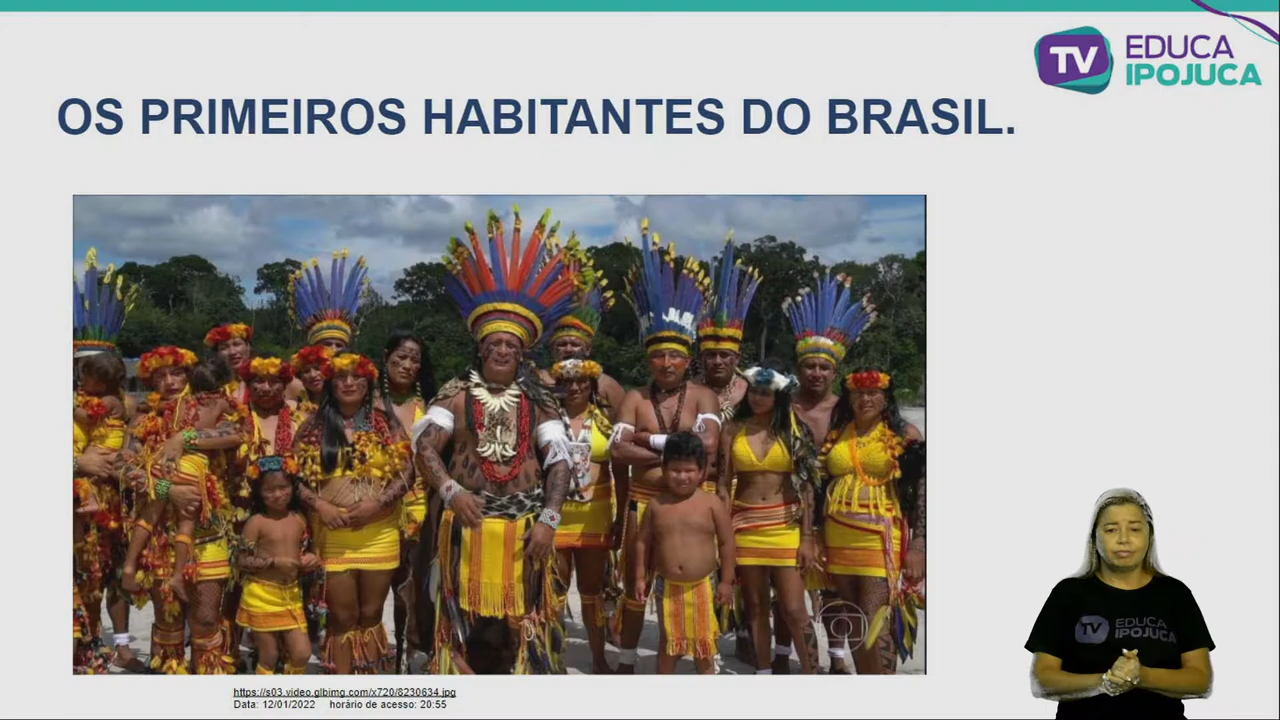 TV EDUCA
IPOJUCA
OS PRIMEIROS HABITANTES DO BRASIL.
TV EDUCA
IPOJUCA
https://s03.video.glbimg.com/x720/8230634.jpg
Data: 12/01/2022 horário de acesso: 20:55